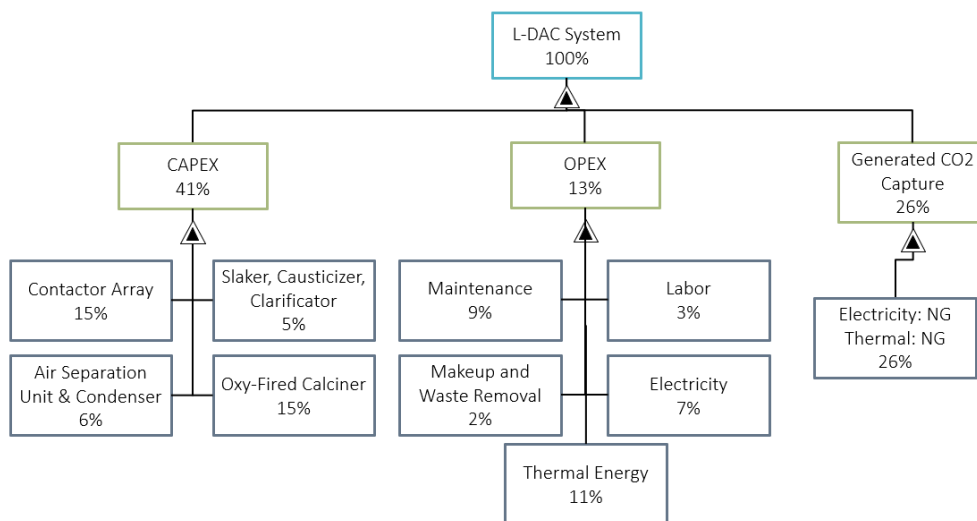 L-DAC System
100%
CAPEX
41%
OPEX
13%
Generated CO2
Capture
26%
Contactor Array
15%
Slaker, Causticizer,
Clarificator
5%
Air Separation
Unit & Condenser
6%
Oxy-Fired Calciner
15%
Maintenance
9%
Labor
3%
Makeup and
Waste Removal
2%
Electricity
7%
Thermal Energy
11%
Electricity: NG
Thermal: NG
26%